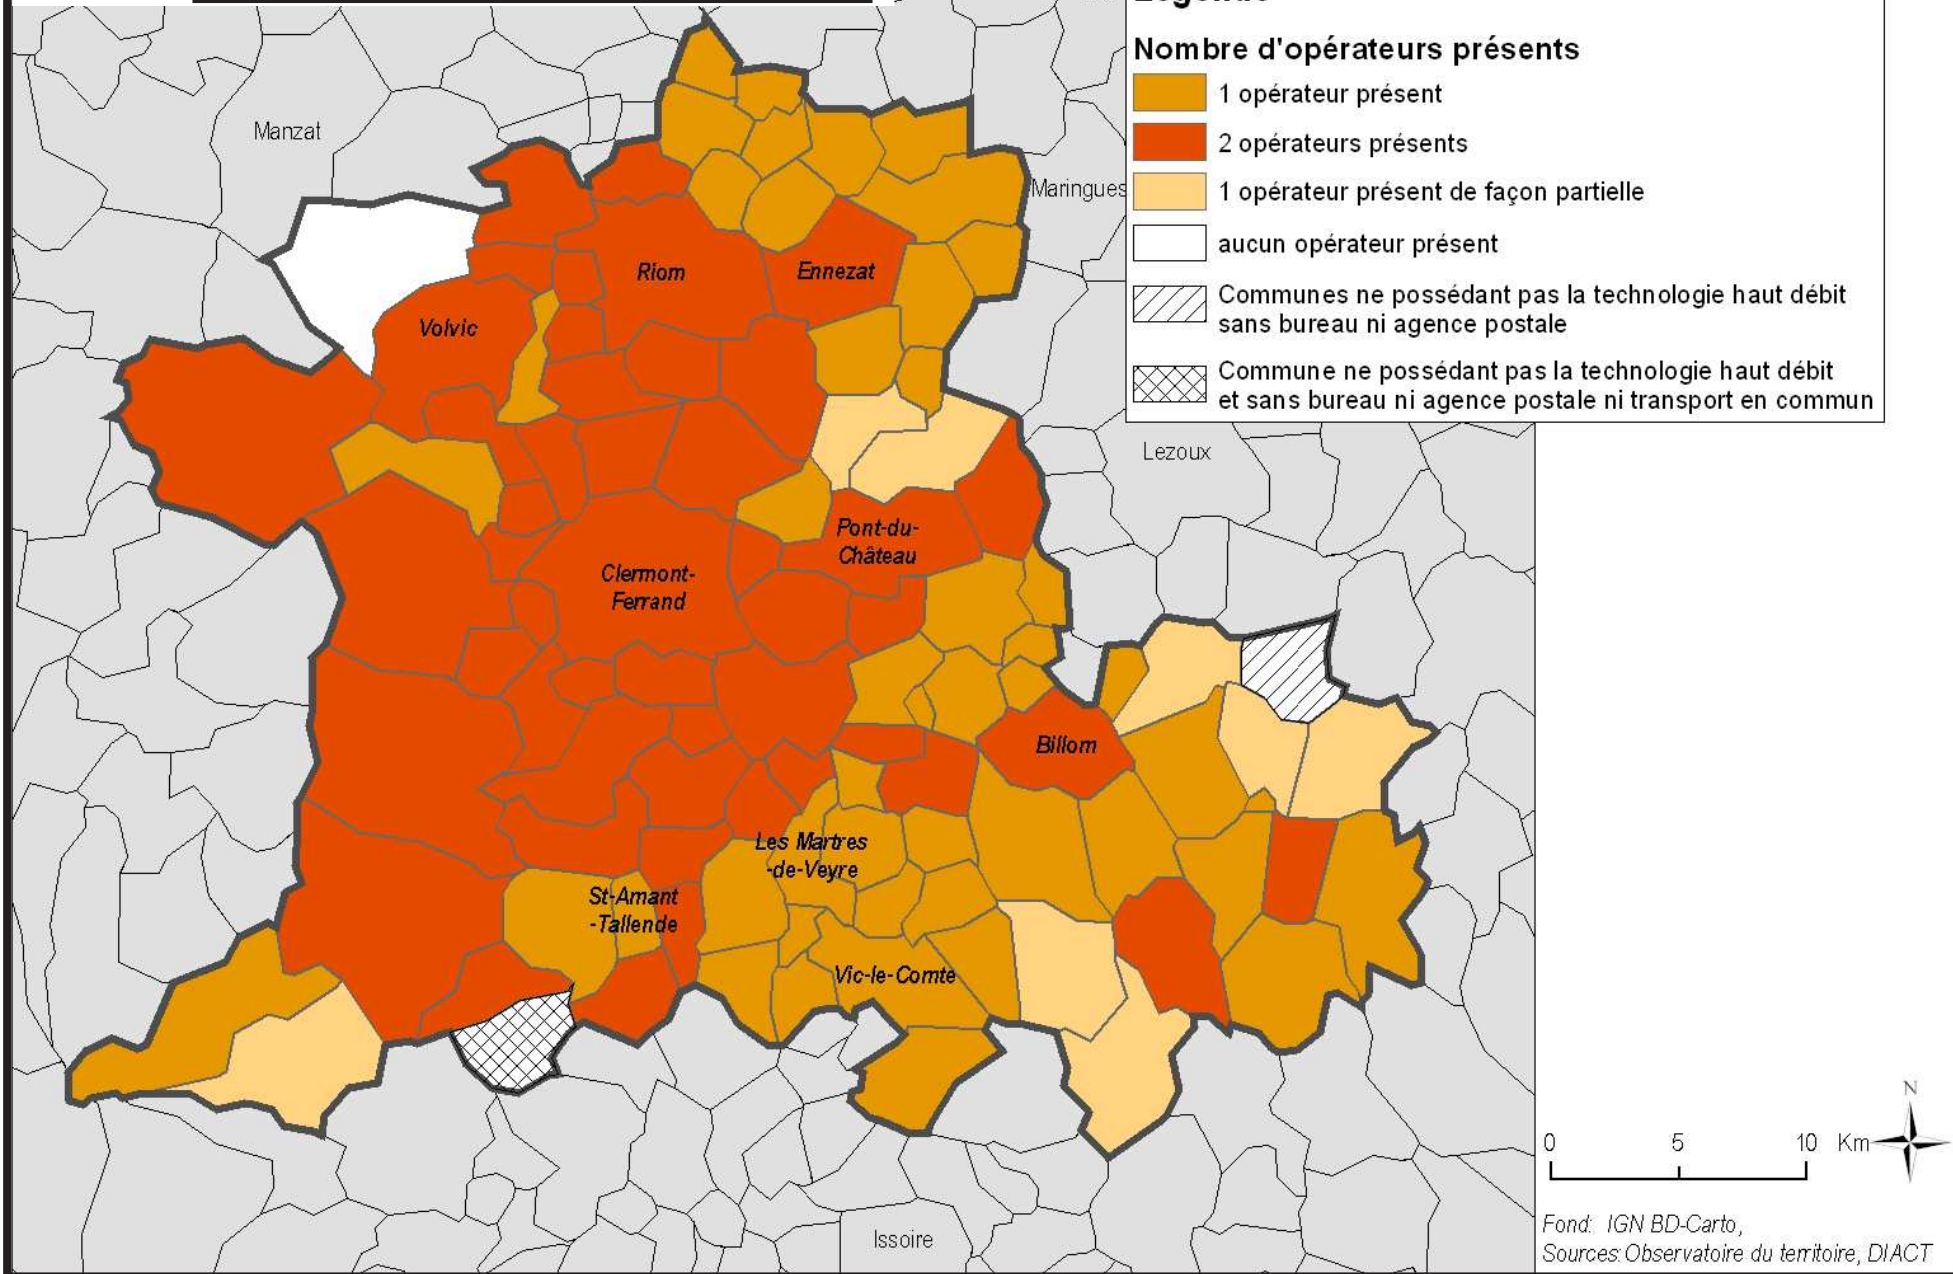 Légende
Nombre d'opérateurs présents
1 opérateur présent
2 opérateurs présents
1 opérateur présent de façon partielle
aucun opérateur présent
Communes ne possédant pas la technologie haut débit
sans bureau ni agence postale
Commune ne possédant pas la technologie haut débit
et sans bureau ni agence postale ni transport en commun
Manzat
Maringues
Riom
Ennezat
Volvic
Lezoux
Pont-du-
Château
Clermont-
Ferrand
Billom
Les Martres
-de-Veyre
St-Amant
-Tallende
Vic-le-Comte
Issoire
N
0 5 10 Km
Fond: IGN BD-Carto,
Sources: Observatoire du territoire, DIACT